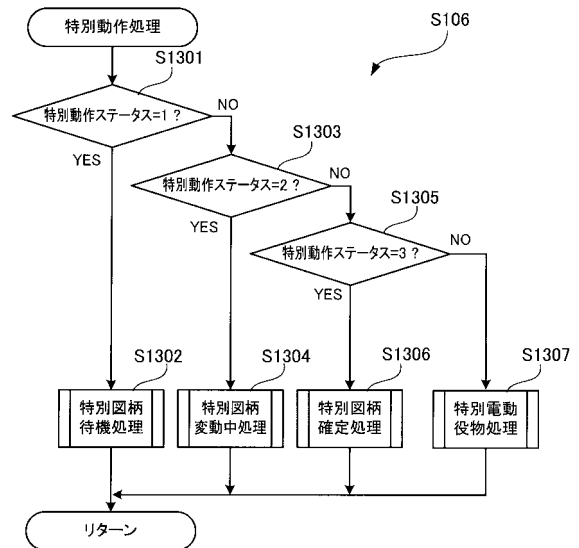 特別動作処理
S106
S1301
特別動作ステータス=1 ?
NO
YES
S1303
特別動作ステータス=2 ?
NO
YES
S1305
特別動作ステータス=3 ?
NO
YES
S1302
特別図柄
待機処理
S1304
特別図柄
変動中処理
S1306
特別図柄
確定処理
S1307
特別電動
役物処理
リターン